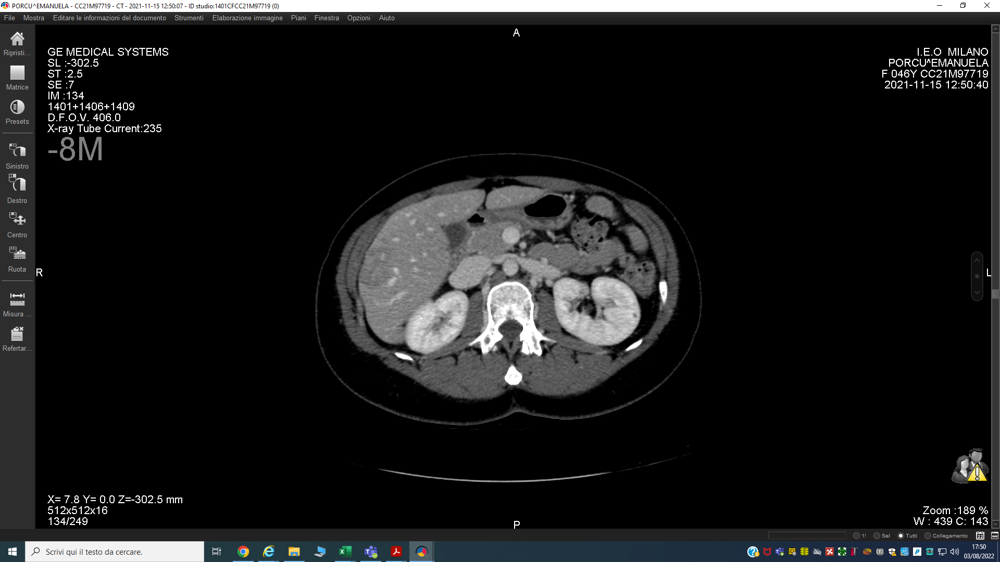 PORCU^EMANUELA - CC21M97719 - CT - 2021-11-15 12:50:07 - ID studio:1401CFCC21M97719 (0)
File Mostra Editare le informazioni del documento Strumenti Elaborazione immagine Piani Finestra Opzioni Aiuto
Ripristi...
Matrice
Presets
Sinistro
Destro
Centro
Ruota
Misura ...
Refertar...
GE MEDICAL SYSTEMS
SL :-302.5
ST :2.5
SE :7
IM :134
1401+1406+1409
D.F.O.V. 406.0
X-ray Tube Current:235
-8M
A
I.E.O MILANO
PORCU^EMANUELA
F 046Y CC21M97719
2021-11-15 12:50:40
R
L
X= 7.8 Y= 0.0 Z=-302.5 mm
512x512x16
134/249
P
Zoom :189 %
W : 439 C: 143
1! Sel Tutti Collegamento 22
Scrivi qui il testo da cercare.
17:50
03/08/2022